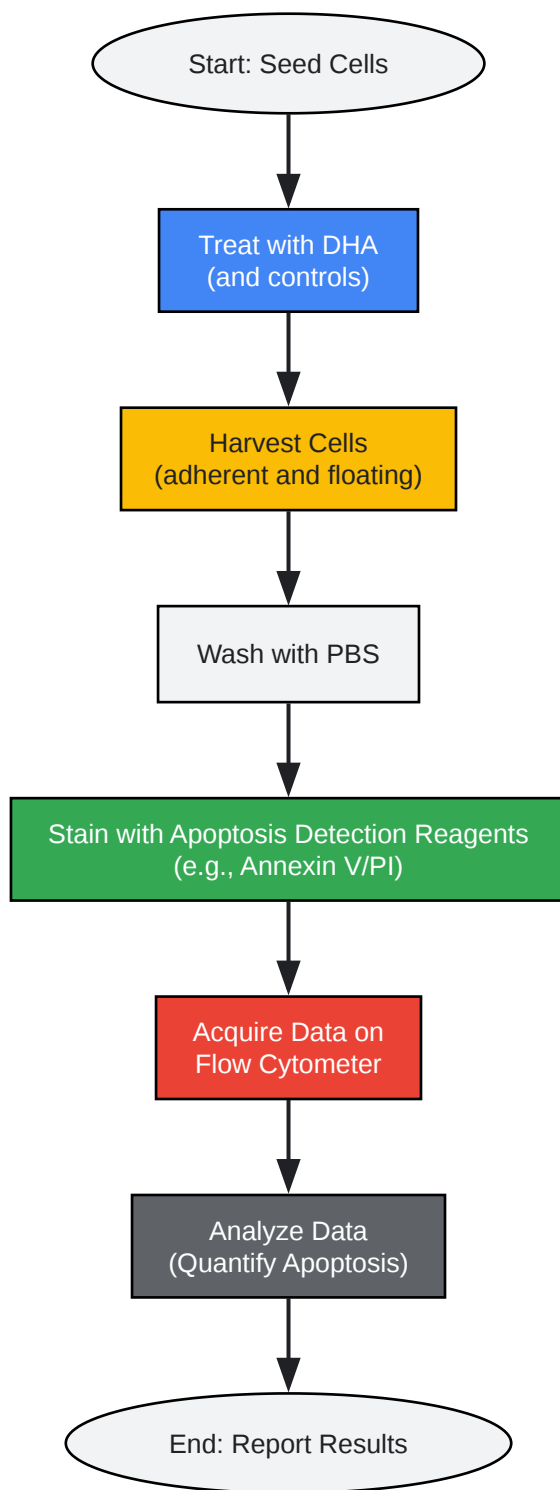 Start: Seed Cells
Treat with DHA
(and controls)
Harvest Cells
(adherent and floating)
Wash with PBS
Stain with Apoptosis Detection Reagents
(e.g., Annexin V/PI)
Acquire Data on
Flow Cytometer
Analyze Data
(Quantify Apoptosis)
End: Report Results